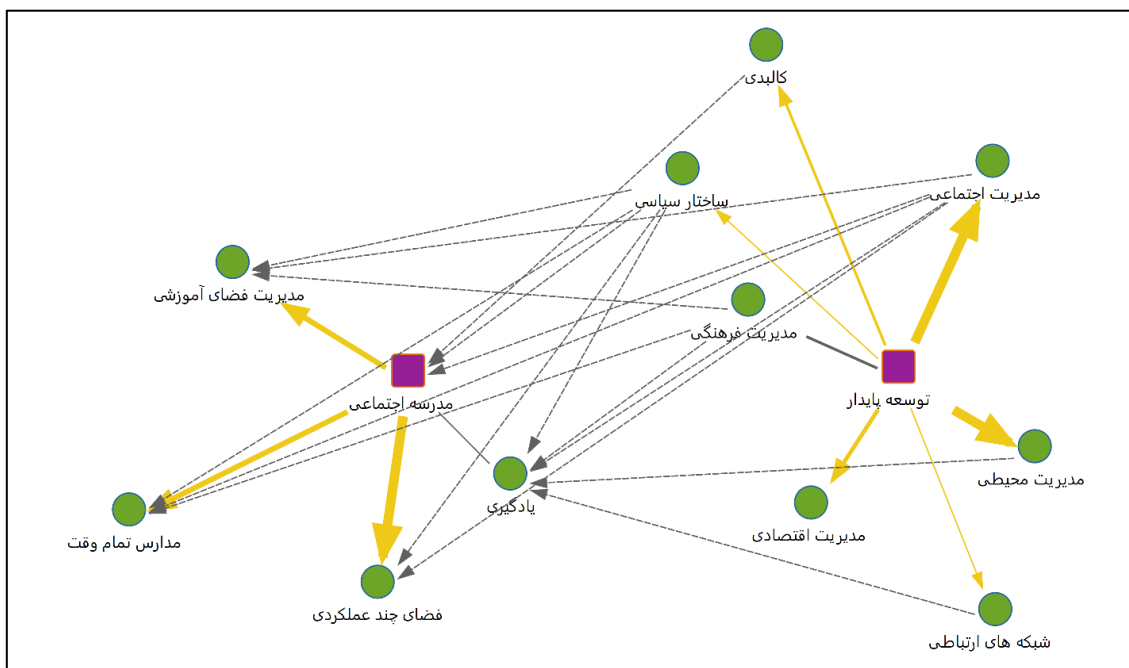 کالبدی
مدیریت اجتماعی
ساختار سیاسی
مدیریت فضای آموزشی
مدیریت فرهنگی
توسعه پایدار
مدرسه اجتماعی
مدیریت محیطی
یادگیری
مدیریت اقتصادی
مدارس تمام وقت
فضای چند عملکردی
شبکه های ارتباطی